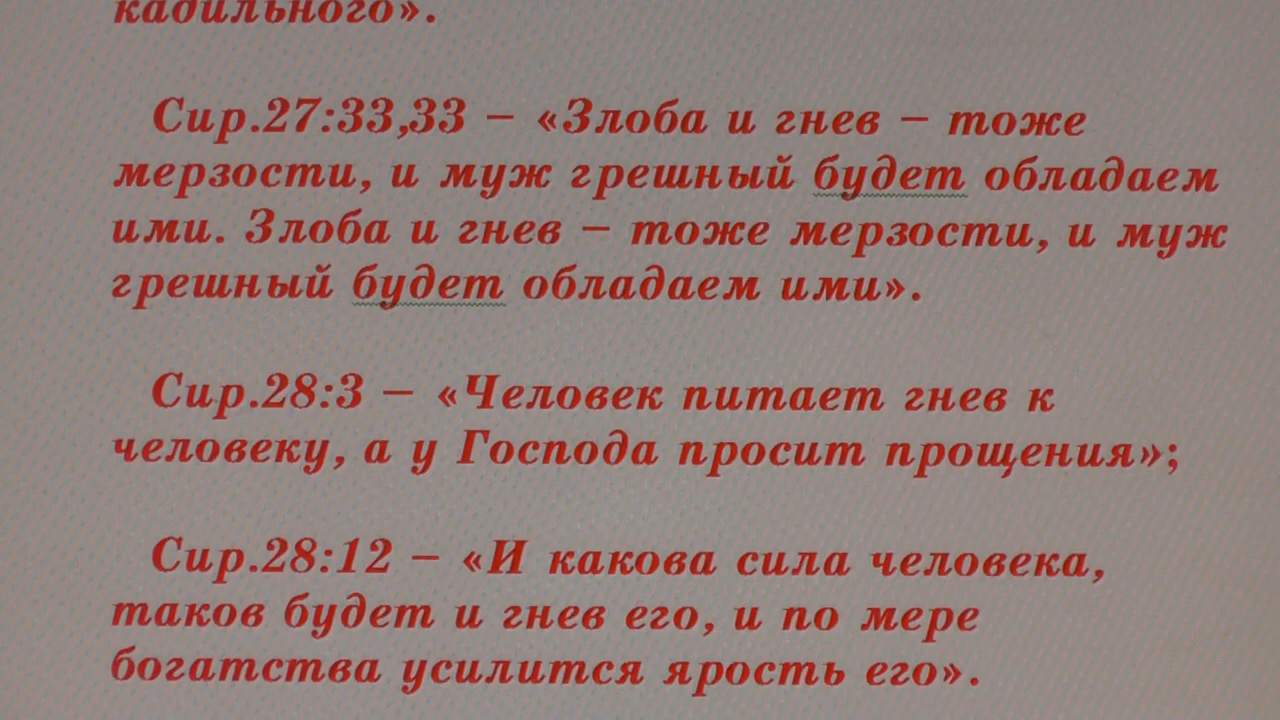 кадильного».
Сир.27:33,33 – «Злоба и гнев – тоже
мерзости, и муж грешный будет обладаем
ими. Злоба и гнев – тоже мерзости, и муж
грешный будет обладаем ими».
Сир.28:3 – «Человек питает гнев к
человеку, а у Господа просит прощения»;
Сир.28:12 – «И какова сила человека,
таков будет и гнев его, и по мере
богатства усилится ярость его».